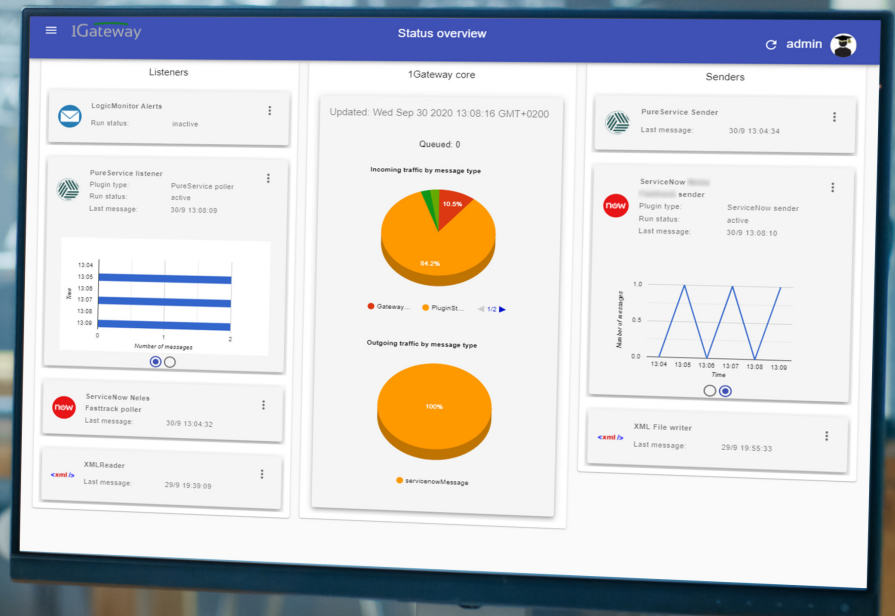 1Gateway
Status overview
admin
Listeners
LogicMonitor Alerts
Run status: inactive
PureService listener
Plugin type: PureService poller
Run status: active
Last message: 30/9 13:08:09
Time
13:04
13:05
13:06
13:07
13:08
13:09
0 1 2
Number of messages
now
ServiceNow Neles
Fasttrack poller
Last message: 30/9 13:04:32
<xml />
XMLReader
Last message: 29/9 19:39:09
1Gateway core
Updated: Wed Sep 30 2020 13:08:16 GMT+0200
Queued: 0
Incoming traffic by message type
10.5%
84.2%
Gateway... PluginSt... 1/2
Outgoing traffic by message type
100%
servicenowMessage
Senders
PureService Sender
Last message: 30/9 13:04:34
now
ServiceNow
sender
Plugin type: ServiceNow sender
Run status: active
Last message: 30/9 13:08:10
Number of messages
1.0
0.5
0.0
13:04 13:05 13:06 13:07 13:08 13:09
Time
<xml />
XML File writer
Last message: 29/9 19:55:33